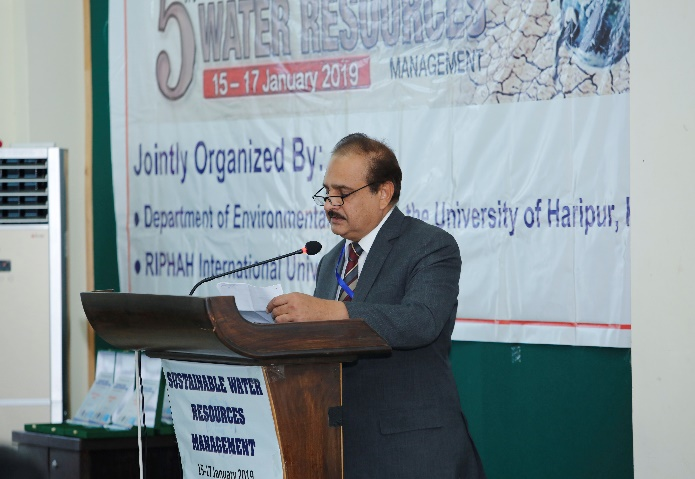 5
WATER RESOURCES
15 – 17 January 2019
MANAGEMENT
Jointly Organized By:
• Department of Environmental the University of Haripur,
• RIPHAH International
SUSTAINABLE WATER
RESOURCES
MANAGEMENT
15-17 January 2019